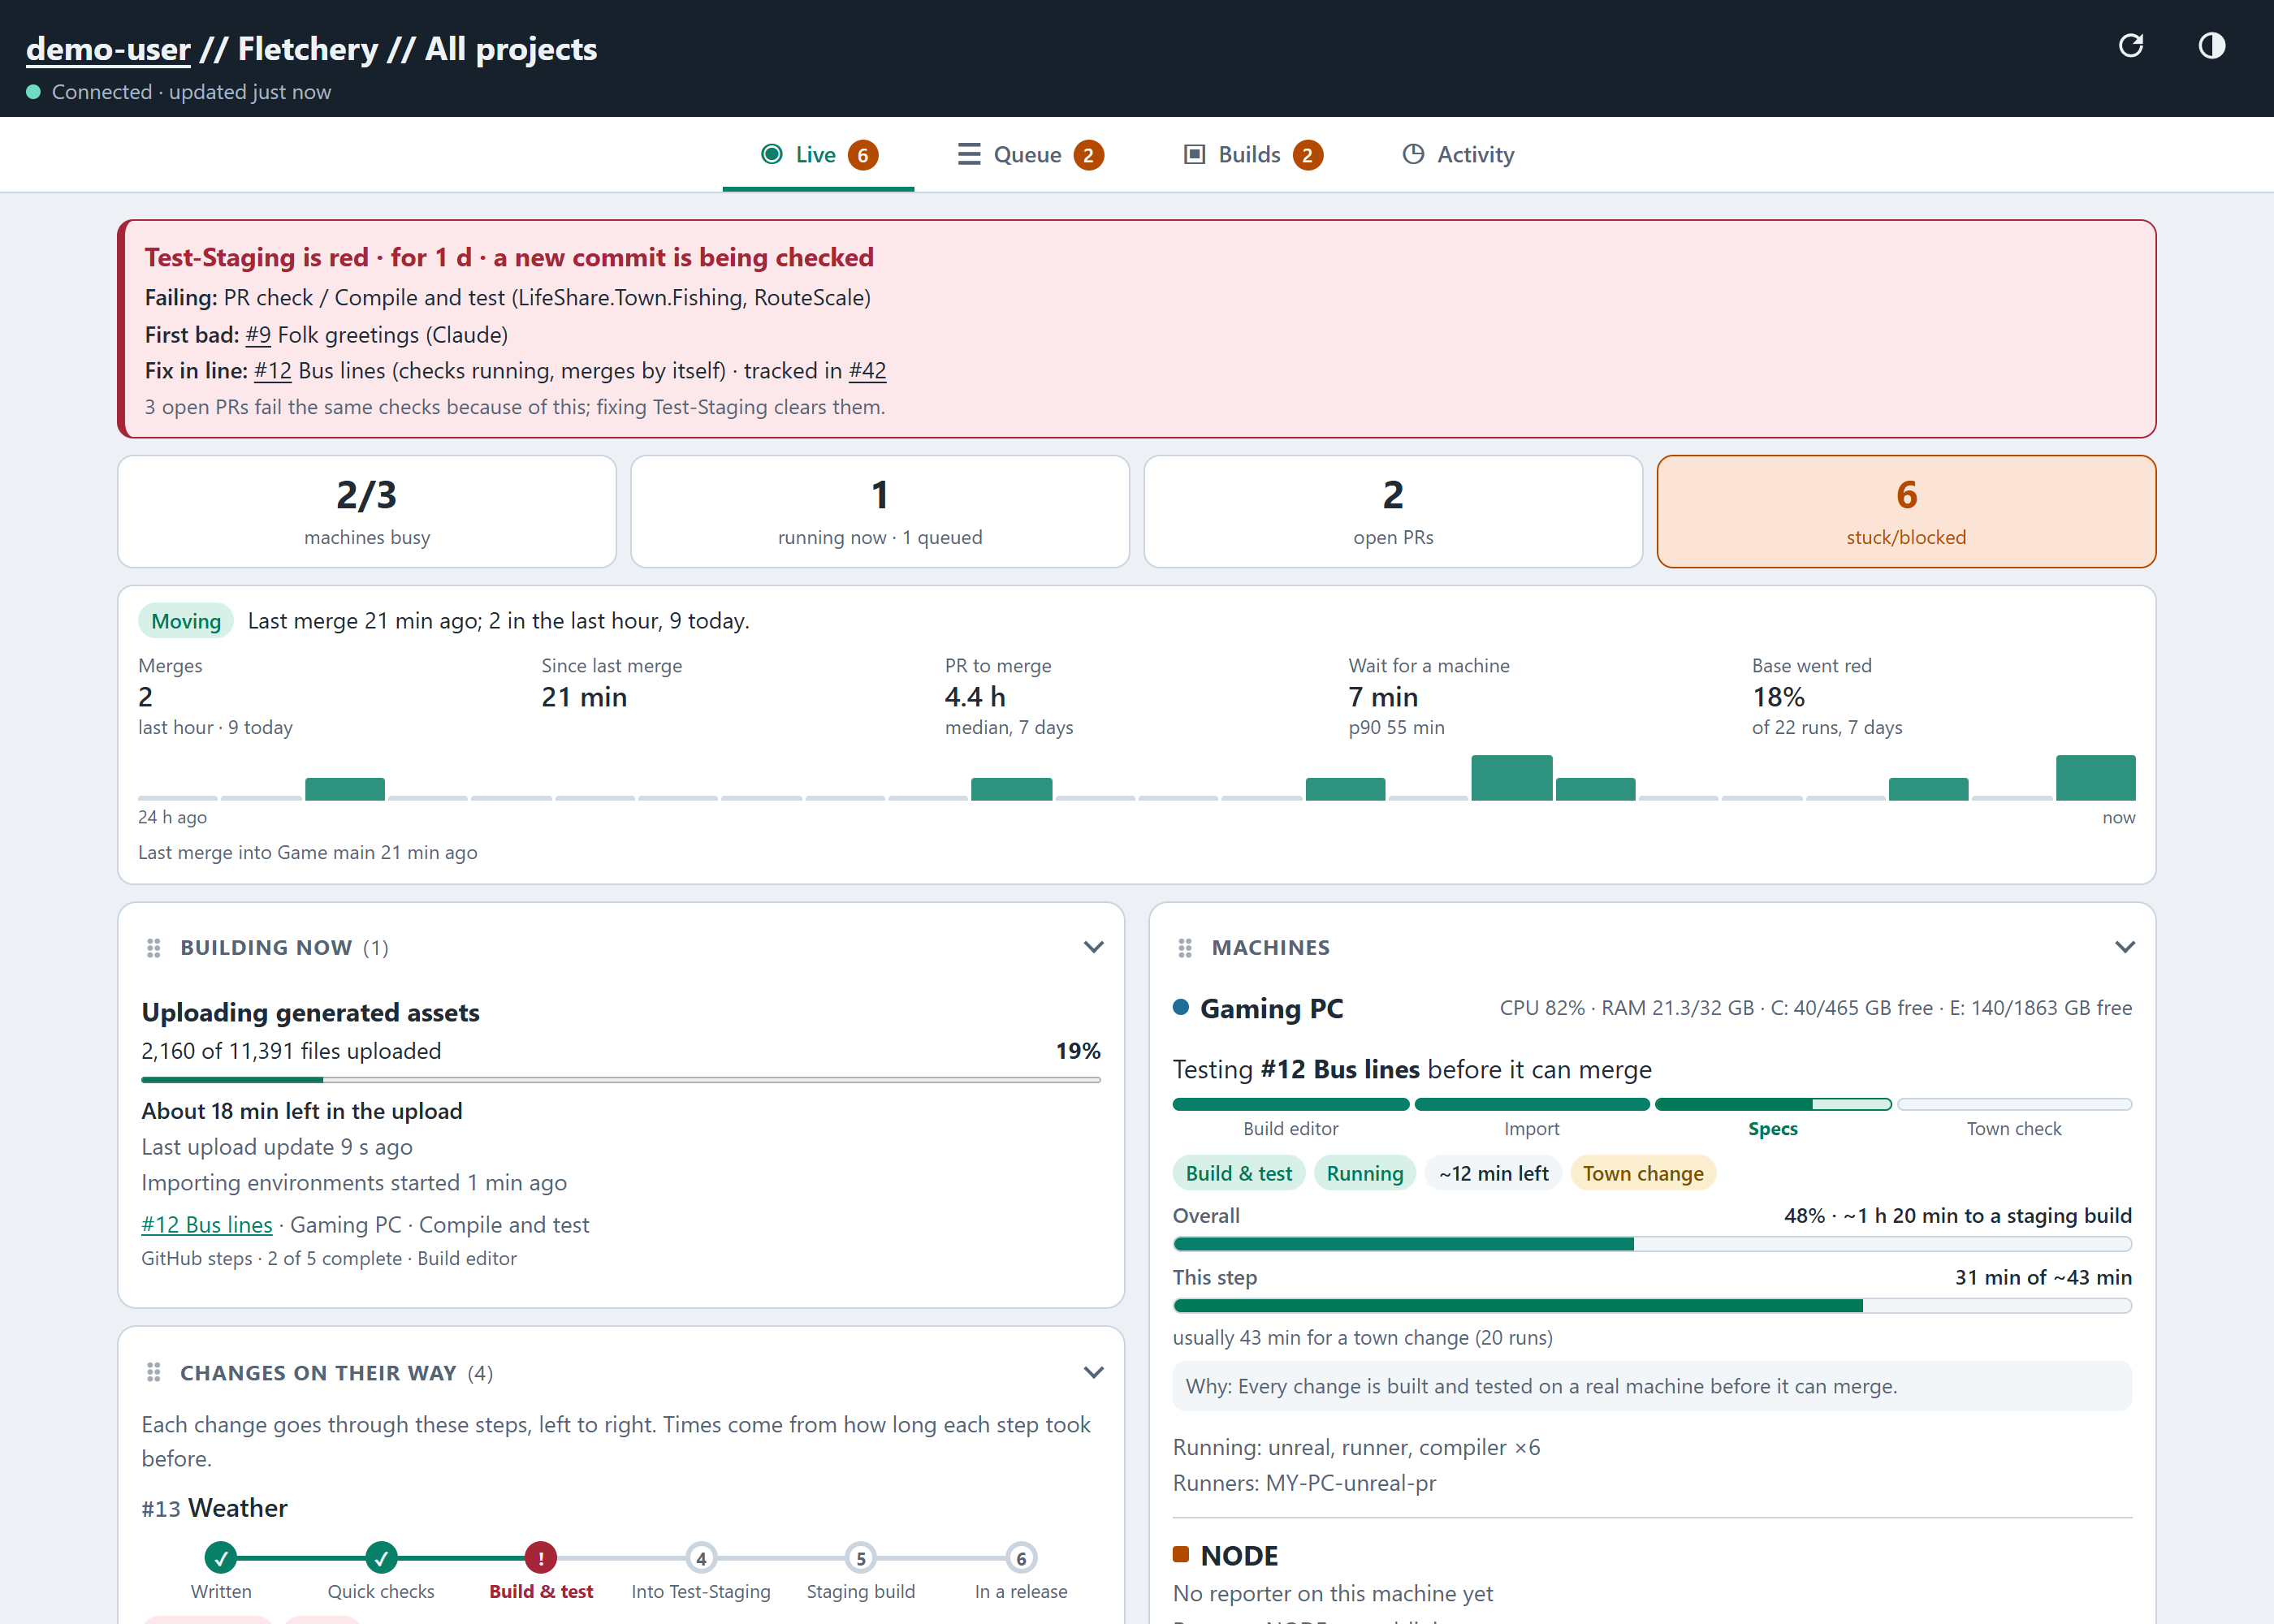 demo-user // Fletchery // All projects
Connected · updated just now
Live 6
Queue 2
Builds 2
Activity
Test-Staging is red · for 1 d · a new commit is being checked
Failing: PR check / Compile and test (LifeShare.Town.Fishing, RouteScale)
First bad: #9 Folk greetings (Claude)
Fix in line: #12 Bus lines (checks running, merges by itself) · tracked in #42
3 open PRs fail the same checks because of this; fixing Test-Staging clears them.
2/3
machines busy
1
running now · 1 queued
2
open PRs
6
stuck/blocked
Moving Last merge 21 min ago; 2 in the last hour, 9 today.
Merges
2
last hour · 9 today
Since last merge
21 min
PR to merge
4.4 h
median, 7 days
Wait for a machine
7 min
p90 55 min
Base went red
18%
of 22 runs, 7 days
24 h ago
now
Last merge into Game main 21 min ago
BUILDING NOW (1)
Uploading generated assets
2,160 of 11,391 files uploaded 19%
About 18 min left in the upload
Last upload update 9 s ago
Importing environments started 1 min ago
#12 Bus lines · Gaming PC · Compile and test
GitHub steps · 2 of 5 complete · Build editor
CHANGES ON THEIR WAY (4)
Each change goes through these steps, left to right. Times come from how long each step took
before.
#13 Weather
! 4 5 6
Written Quick checks Build & test Into Test-Staging Staging build In a release
MACHINES
Gaming PC CPU 82% · RAM 21.3/32 GB · C: 40/465 GB free · E: 140/1863 GB free
Testing #12 Bus lines before it can merge
Build editor Import Specs Town check
Build & test Running ~12 min left Town change
Overall 48% · ~1 h 20 min to a staging build
This step 31 min of ~43 min
usually 43 min for a town change (20 runs)
Why: Every change is built and tested on a real machine before it can merge.
Running: unreal, runner, compiler ×6
Runners: MY-PC-unreal-pr
NODE
No reporter on this machine yet